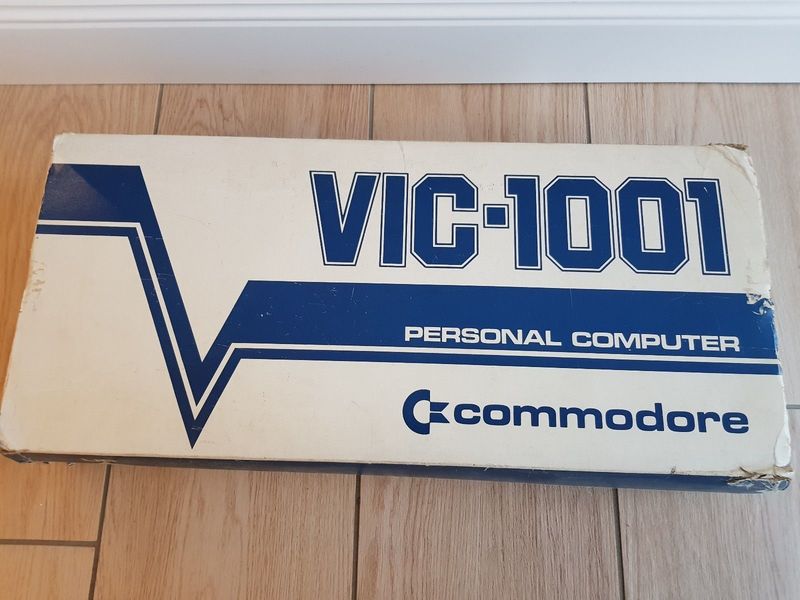 VIC-1001
PERSONAL COMPUTER
commodore